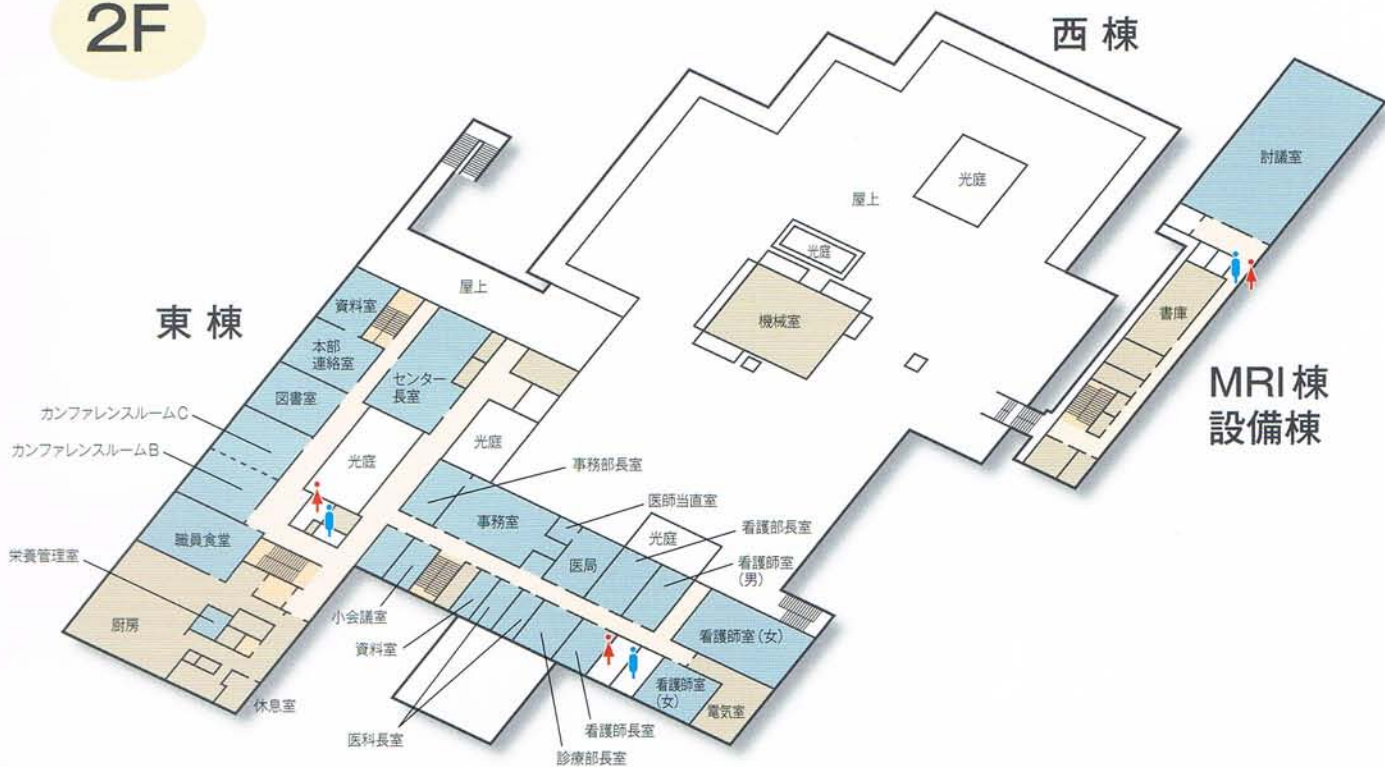 2F
西棟
討議室
光庭
屋上
光庭
機械室
書庫
MRI棟
設備棟
東棟
屋上
資料室
本部
連絡室
図書室
センター
長室
カンファレンスルームC
カンファレンスルームB
光庭
光庭
職員食堂
栄養管理室
厨房
休息室
事務部長室
事務室
医師当直室
医局
光庭
看護部長室
看護師室
(男)
看護師室(女)
看護師室
(女)
電気室
小会議室
資料室
医科長室
診療部長室
看護師長室